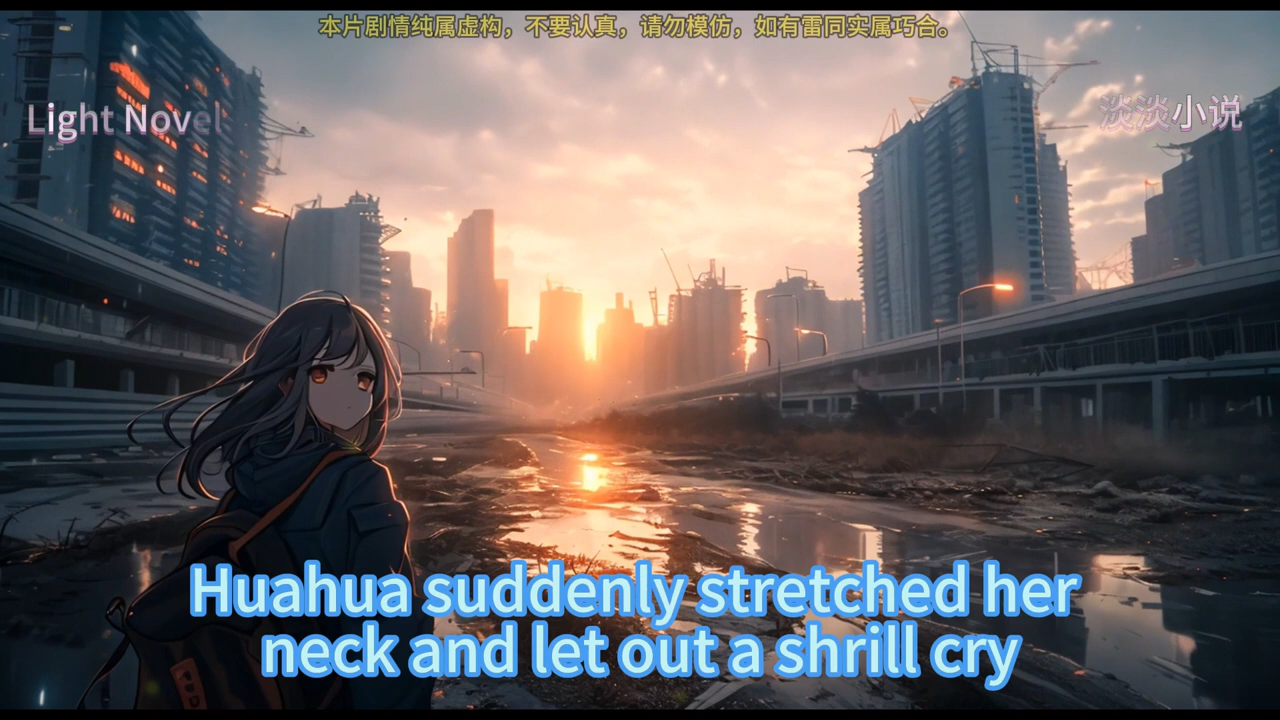 本片剧情纯属虚构，不要认真，请勿模仿，如有雷同实属巧合。
Light Novel
淡淡小说
Huahua suddenly stretched her
neck and let out a shrill cry